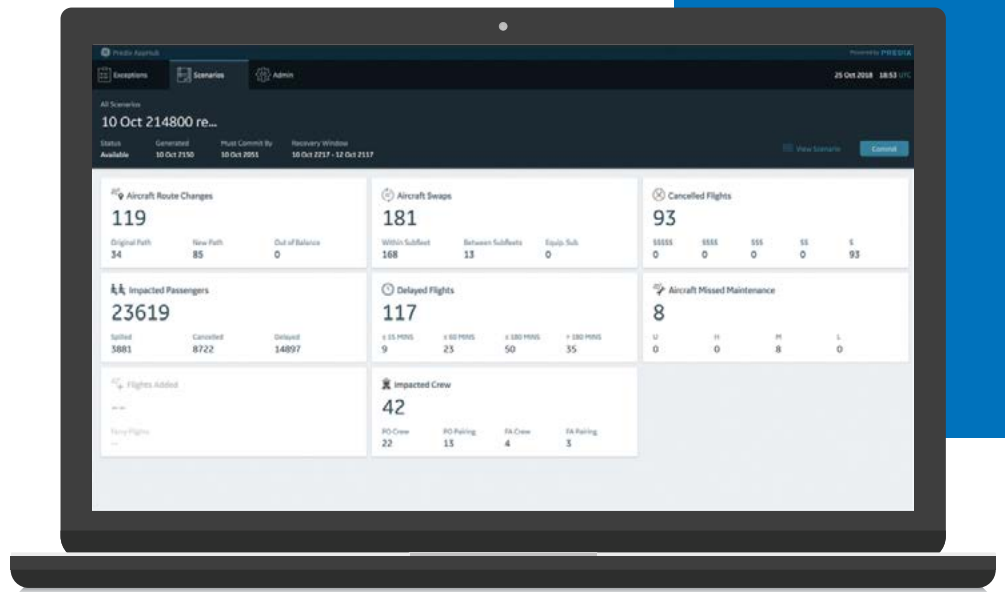 Predix AppHub
Powered by PREDIX
Exceptions
Scenarios
Admin
25 Oct 2018 18:53 UTC
All Scenarios
10 Oct 214800 re...
Status Generated Must Commit By Recovery Window
Available 10 Oct 2150 10 Oct 2051 10 Oct 2217 - 12 Oct 2117
View Scenario
Commit
Aircraft Route Changes
119
Original Path New Path Out of Balance
34 85 0
Aircraft Swaps
181
Within Subfleet Between Subfleets Equip. Sub
168 13 0
Cancelled Flights
93
$$$$$ $$$$ $$$ $$ $
0 0 0 0 93
Impacted Passengers
23619
Spilled Cancelled Delayed
3881 8722 14897
Delayed Flights
117
≤ 15 MINS ≤ 60 MINS ≤ 180 MINS > 180 MINS
9 23 50 35
Aircraft Missed Maintenance
8
U H M L
0 0 8 0
Flights Added
--
Ferry Flights
--
Impacted Crew
42
PO Crew PO Pairing FA Crew FA Pairing
22 13 4 3